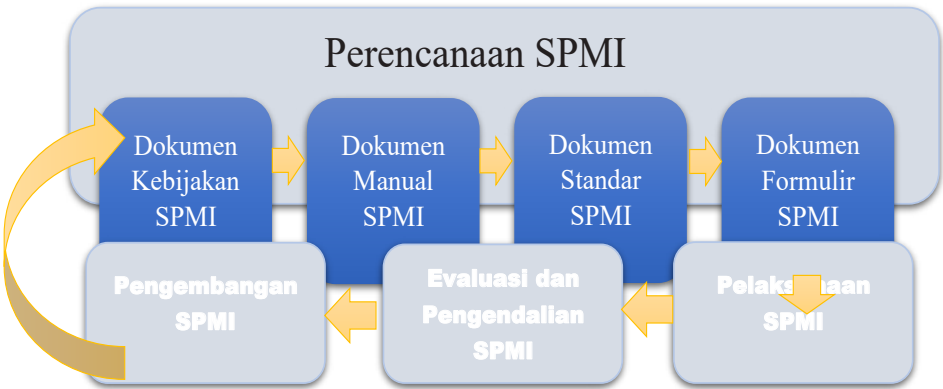 Perencanaan SPMI
Dokumen
Kebijakan
SPMI
Dokumen
Manual
SPMI
Dokumen
Standar
SPMI
Dokumen
Formulir
SPMI
Pengembangan
SPMI
Evaluasi dan
Pengendalian
SPMI
Pelaksanaan
SPMI